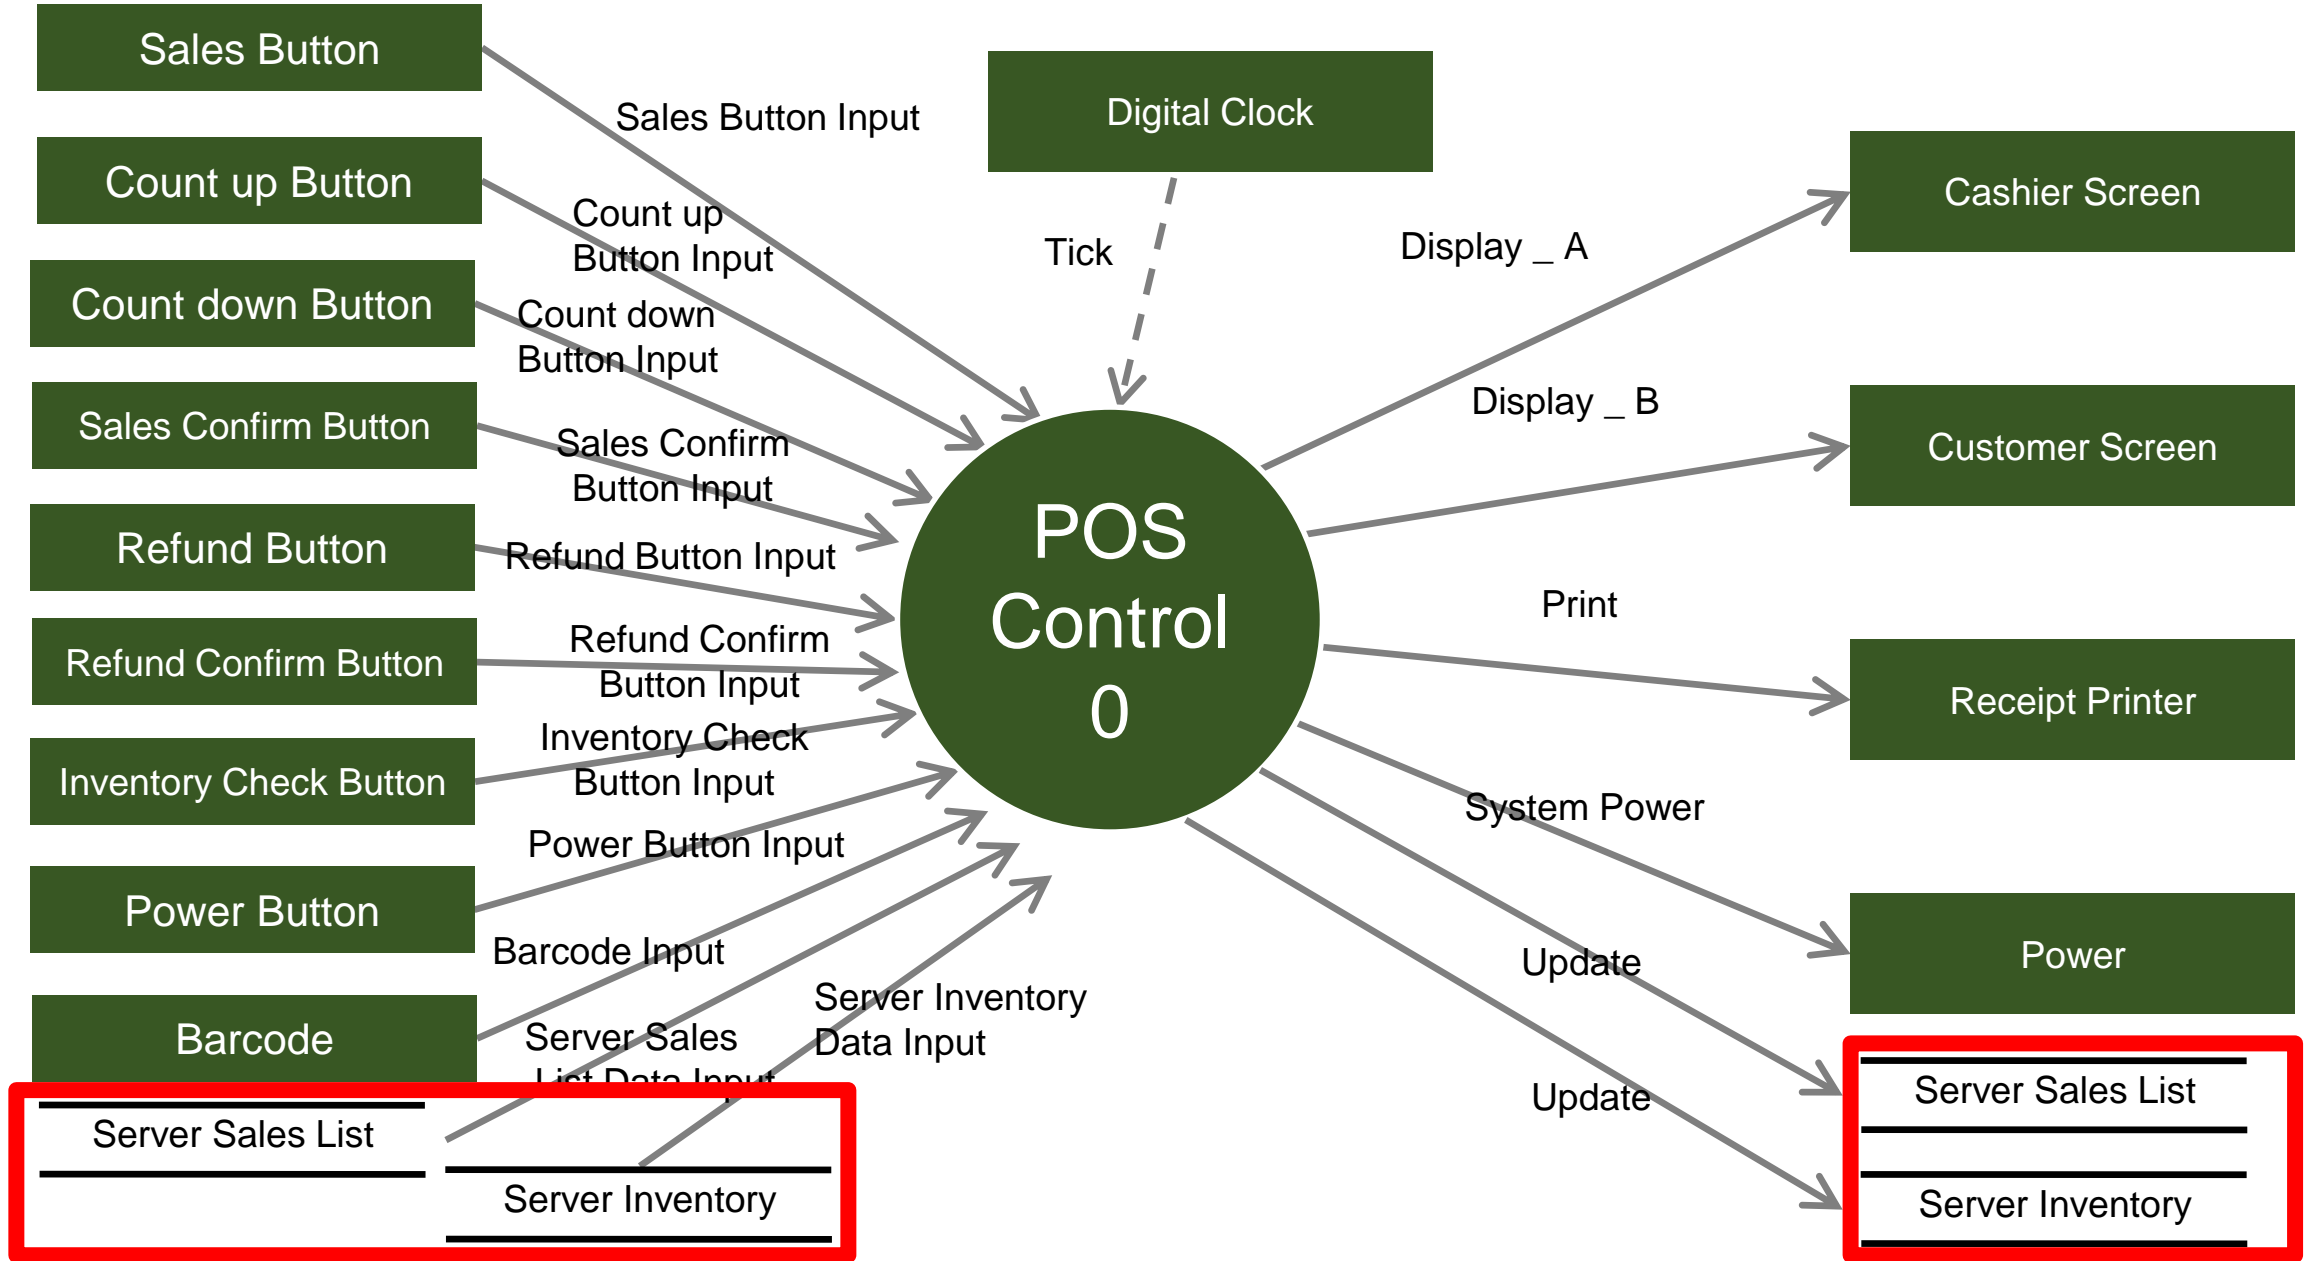 Sales Button
Sales Button Input
Digital Clock
Count up Button
Count up
Button Input
Tick
Display _ A
Cashier Screen
Count down Button
Count down
Button Input
Display _ B
Customer Screen
Sales Confirm Button
Sales Confirm
Button Input
POS
Control
0
Refund Button
Refund Button Input
Print
Receipt Printer
Refund Confirm Button
Refund Confirm
Button Input
Inventory Check Button
Inventory Check
Button Input
System Power
Power
Power Button
Power Button Input
Barcode Input
Barcode
Server Sales
List Data Input
Server Inventory
Data Input
Update
Update
Server Sales List
Server Inventory
Server Sales List
Server Inventory